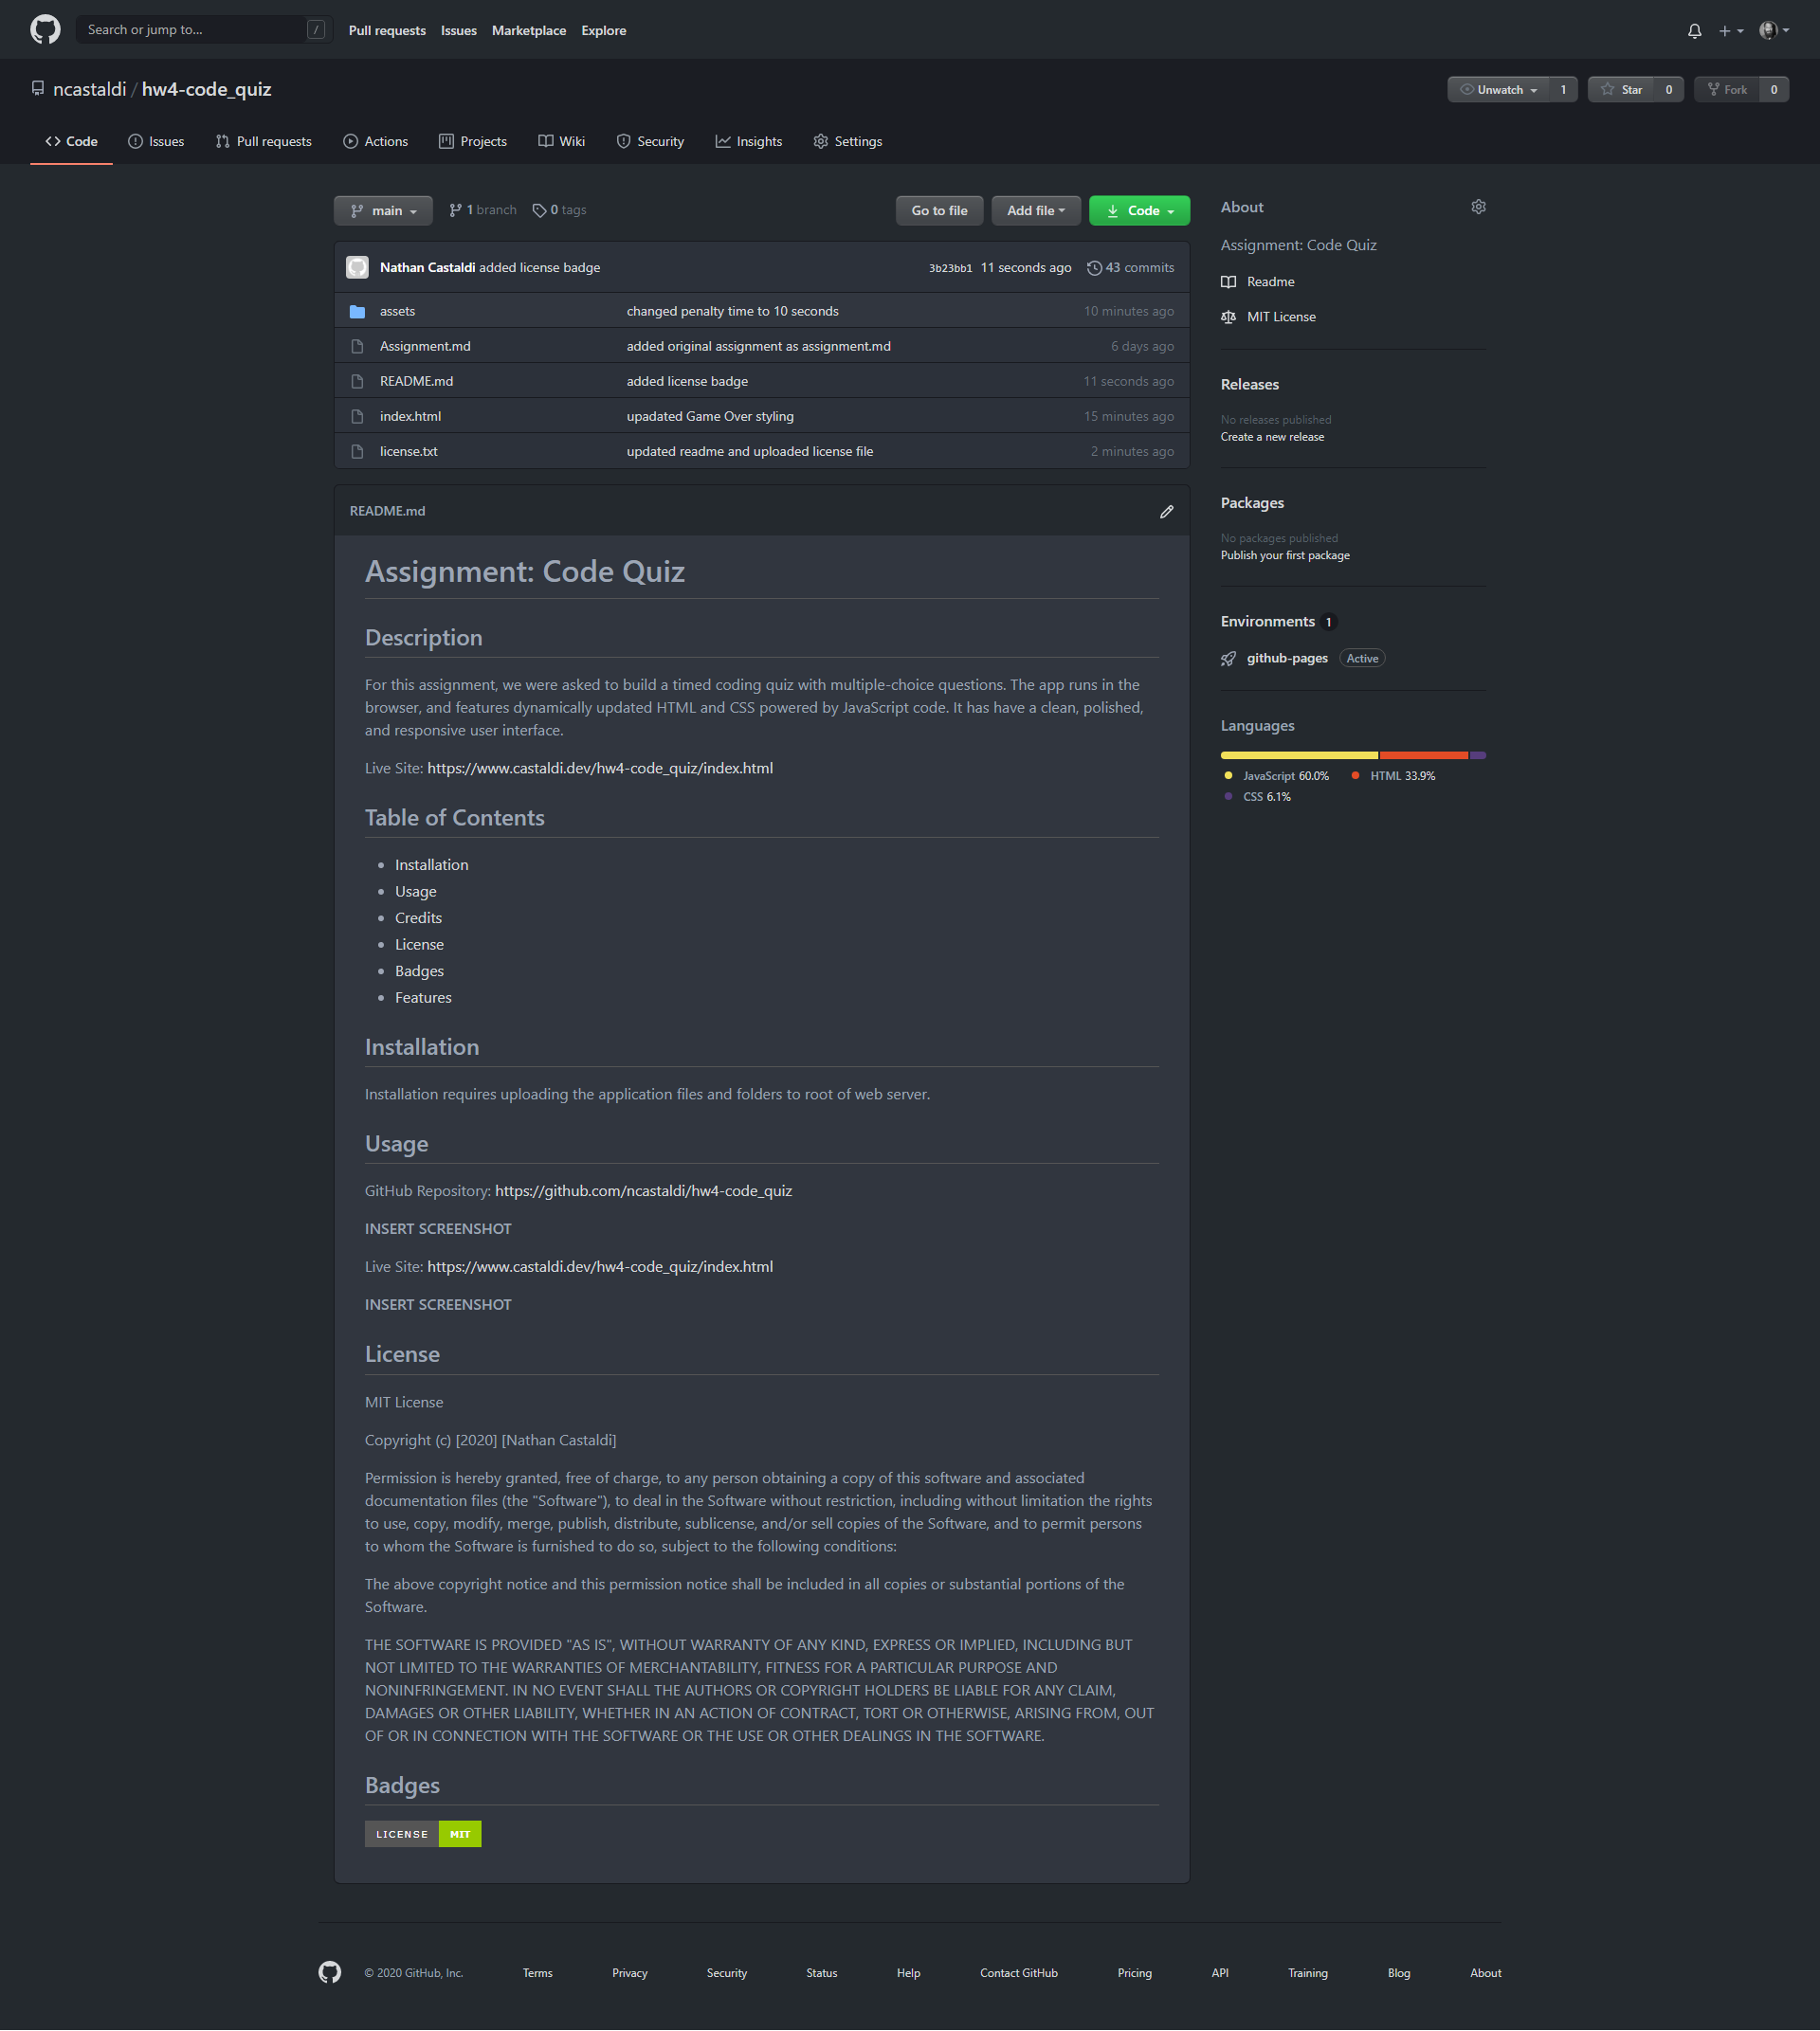 Search or jump to... /
Pull requests Issues Marketplace Explore
ncastaldi / hw4-code_quiz
Unwatch 1 Star 0 Fork 0
Code Issues Pull requests Actions Projects Wiki Security Insights Settings
main 1 branch 0 tags
Go to file Add file Code
Nathan Castaldi added license badge 3b23bb1 11 seconds ago 43 commits
assets changed penalty time to 10 seconds 10 minutes ago
Assignment.md added original assignment as assignment.md 6 days ago
README.md added license badge 11 seconds ago
index.html upadated Game Over styling 15 minutes ago
license.txt updated readme and uploaded license file 2 minutes ago
README.md
Assignment: Code Quiz
Description
For this assignment, we were asked to build a timed coding quiz with multiple-choice questions. The app runs in the
browser, and features dynamically updated HTML and CSS powered by JavaScript code. It has have a clean, polished,
and responsive user interface.
Live Site: https://www.castaldi.dev/hw4-code_quiz/index.html
Table of Contents
Installation
Usage
Credits
License
Badges
Features
Installation
Installation requires uploading the application files and folders to root of web server.
Usage
GitHub Repository: https://github.com/ncastaldi/hw4-code_quiz
INSERT SCREENSHOT
Live Site: https://www.castaldi.dev/hw4-code_quiz/index.html
INSERT SCREENSHOT
License
MIT License
Copyright (c) [2020] [Nathan Castaldi]
Permission is hereby granted, free of charge, to any person obtaining a copy of this software and associated
documentation files (the "Software"), to deal in the Software without restriction, including without limitation the rights
to use, copy, modify, merge, publish, distribute, sublicense, and/or sell copies of the Software, and to permit persons
to whom the Software is furnished to do so, subject to the following conditions:
The above copyright notice and this permission notice shall be included in all copies or substantial portions of the
Software.
THE SOFTWARE IS PROVIDED "AS IS", WITHOUT WARRANTY OF ANY KIND, EXPRESS OR IMPLIED, INCLUDING BUT
NOT LIMITED TO THE WARRANTIES OF MERCHANTABILITY, FITNESS FOR A PARTICULAR PURPOSE AND
NONINFRINGEMENT. IN NO EVENT SHALL THE AUTHORS OR COPYRIGHT HOLDERS BE LIABLE FOR ANY CLAIM,
DAMAGES OR OTHER LIABILITY, WHETHER IN AN ACTION OF CONTRACT, TORT OR OTHERWISE, ARISING FROM, OUT
OF OR IN CONNECTION WITH THE SOFTWARE OR THE USE OR OTHER DEALINGS IN THE SOFTWARE.
Badges
LICENSE MIT
About
Assignment: Code Quiz
Readme
MIT License
Releases
No releases published
Create a new release
Packages
No packages published
Publish your first package
Environments 1
github-pages Active
Languages
JavaScript 60.0% HTML 33.9%
CSS 6.1%
© 2020 GitHub, Inc. Terms Privacy Security Status Help Contact GitHub Pricing API Training Blog About